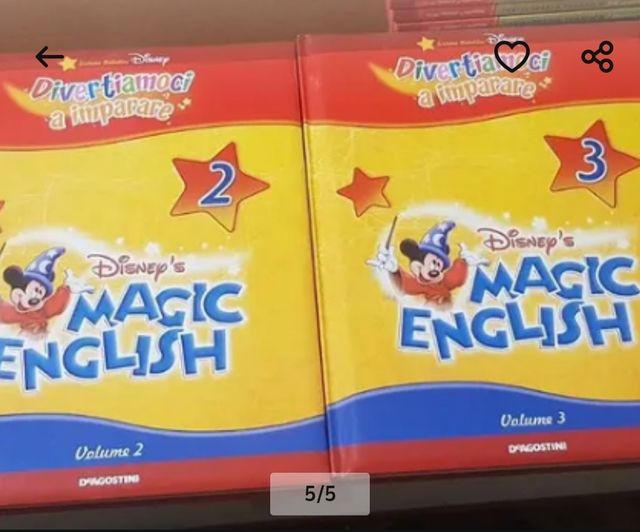 Disney
Divertiamoci
a imparare
2
Disney's
MAGIC
ENGLISH
Volume 2
DeAGOSTINI
Divertiamoci
a imparare
3
Disney's
MAGIC
ENGLISH
Volume 3
DeAGOSTINI
5/5